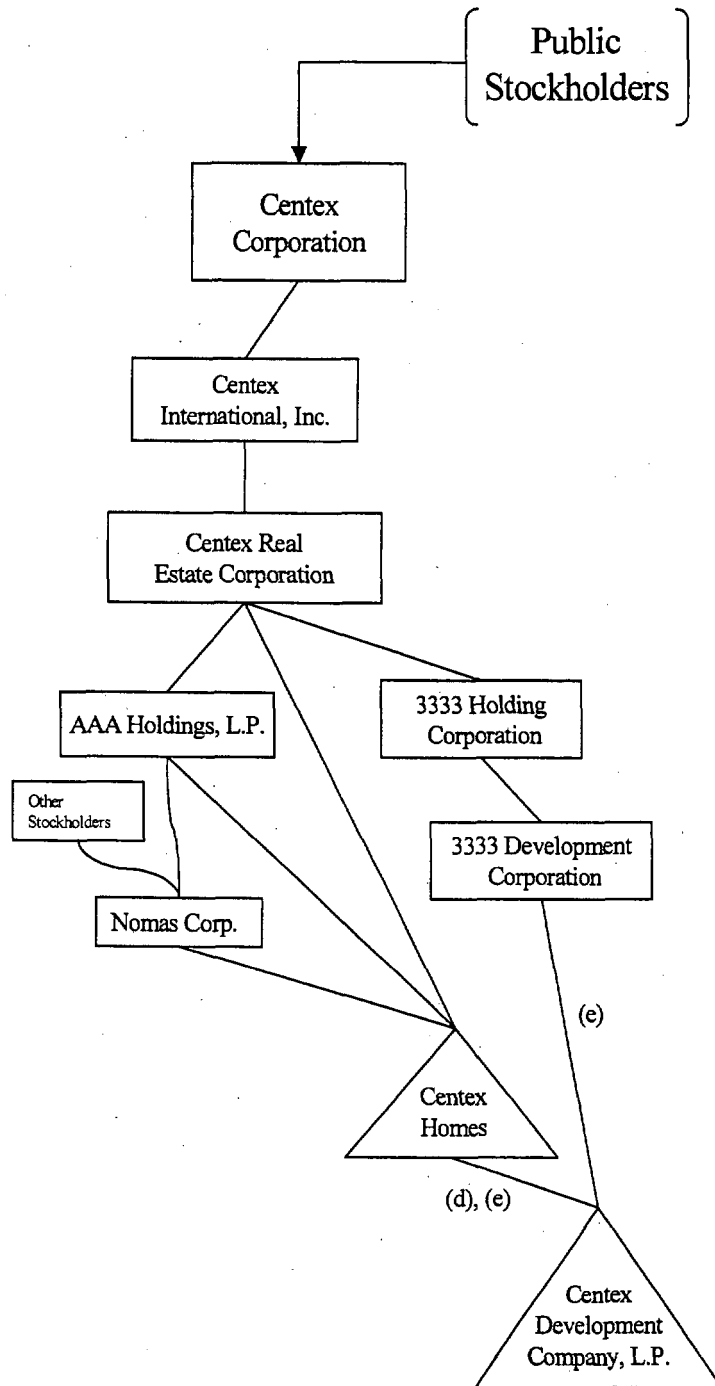 Public
Stockholders
Centex
Corporation
Centex
International, Inc.
Centex Real
Estate Corporation
AAA Holdings, L.P.
3333 Holding
Corporation
Other
Stockholders
3333 Development
Corporation
Nomas Corp.
(e)
Centex
Homes
(d), (e)
Centex
Development
Company, L.P.